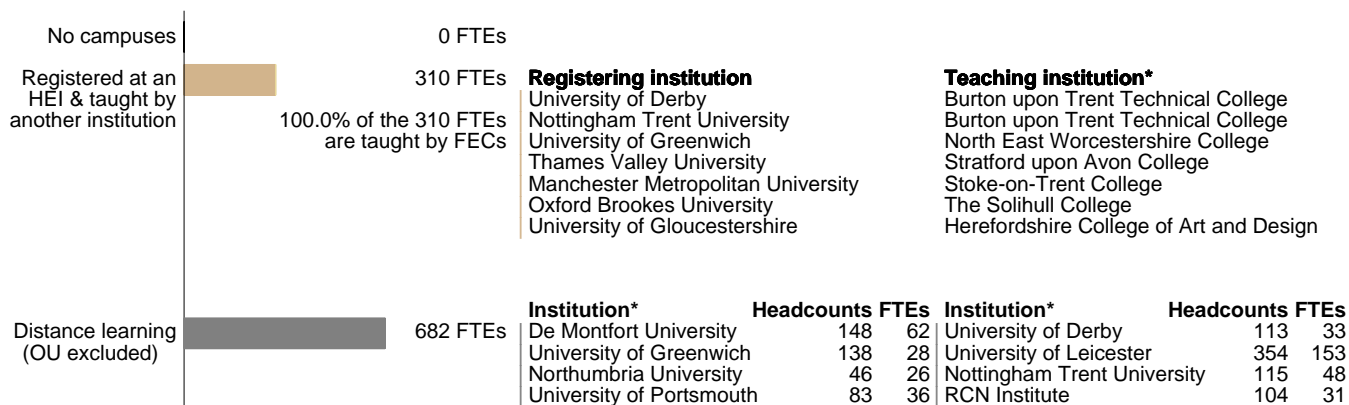 No campuses 0 FTEs
Registered at an HEI & taught by another institution 310 FTEs
100.0% of the 310 FTEs are taught by FECs
Registering institution Teaching institution*
University of Derby Burton upon Trent Technical College
Nottingham Trent University Burton upon Trent Technical College
University of Greenwich North East Worcestershire College
Thames Valley University Stratford upon Avon College
Manchester Metropolitan University Stoke-on-Trent College
Oxford Brookes University The Solihull College
University of Gloucestershire Herefordshire College of Art and Design
Distance learning (OU excluded) 682 FTEs
Institution* Headcounts FTEs Institution* Headcounts FTEs
De Montfort University 148 62 University of Derby 113 33
University of Greenwich 138 28 University of Leicester 354 153
Northumbria University 46 26 Nottingham Trent University 115 48
University of Portsmouth 83 36 RCN Institute 104 31